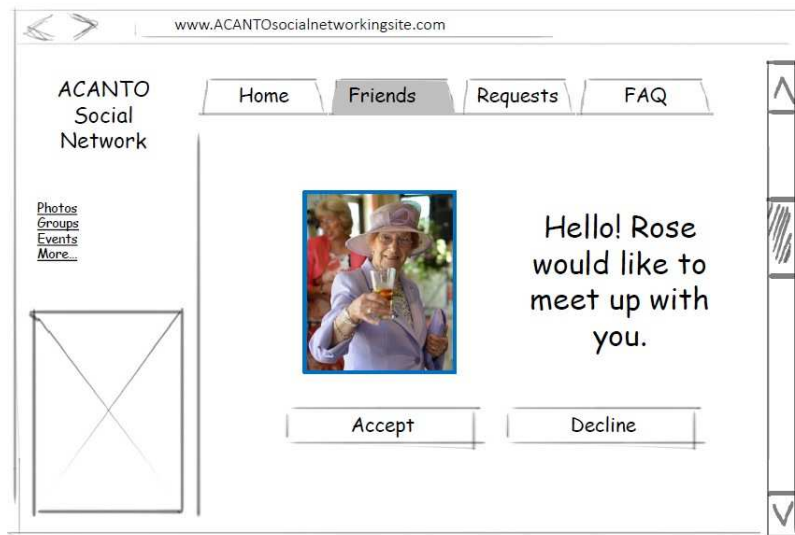 www.ACANTOsocialnetworkingsite.com
ACANTO
Social
Network
Home
Friends
Requests
FAQ
Photos
Groups
Events
More...
Hello! Rose
would like to
meet up with
you.
Accept
Decline